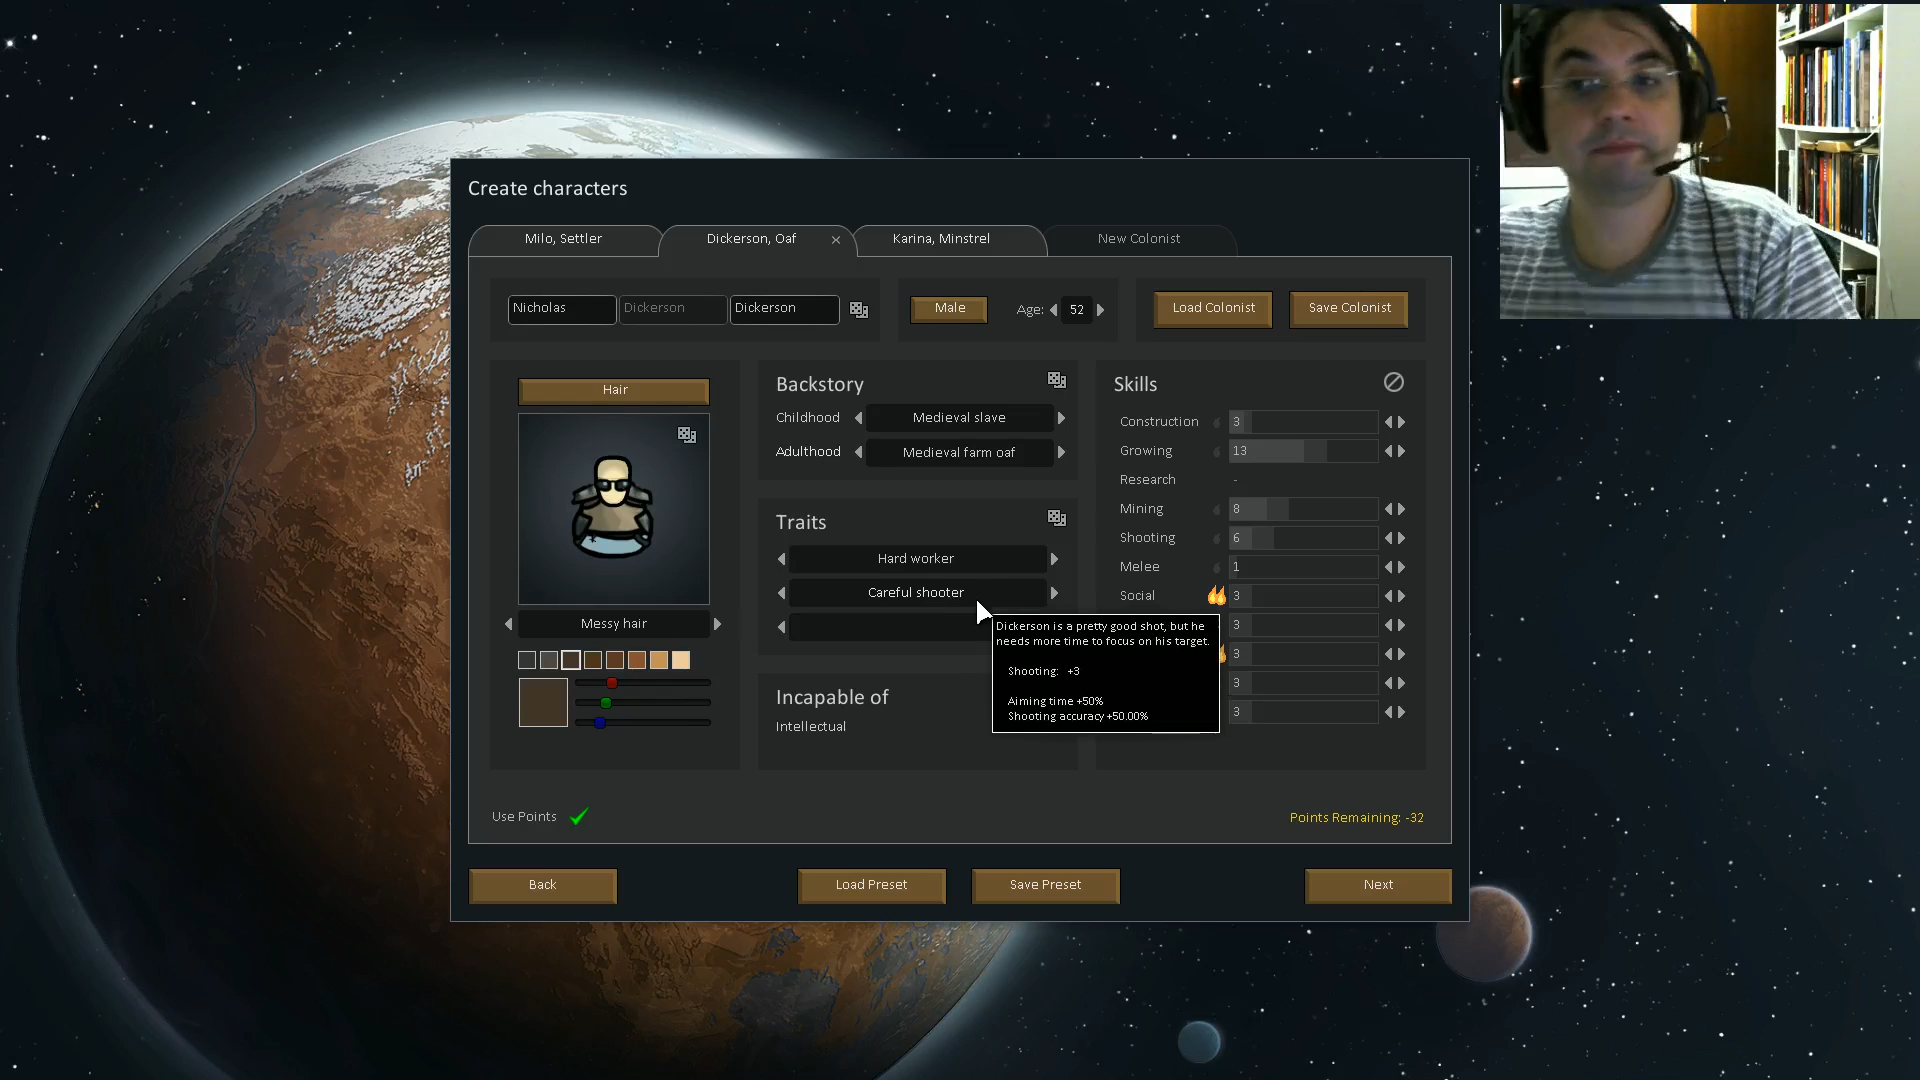 Create characters
Milo, Settler
Dickerson, Oaf
Karina, Minstrel
New Colonist
Nicholas
Dickerson
Dickerson
Male
Age: 52
Load Colonist
Save Colonist
Hair
Messy hair
Backstory
Childhood Medieval slave
Adulthood Medieval farm oaf
Traits
Hard worker
Careful shooter
Incapable of
Intellectual
Skills
Construction 3
Growing 13
Research -
Mining 8
Shooting 6
Melee 1
Social 3
3
3
3
3
Dickerson is a pretty good shot, but he
needs more time to focus on his target.
Shooting: +3
Aiming time +50%
Shooting accuracy +50.00%
Use Points
Points Remaining: -32
Back
Load Preset
Save Preset
Next